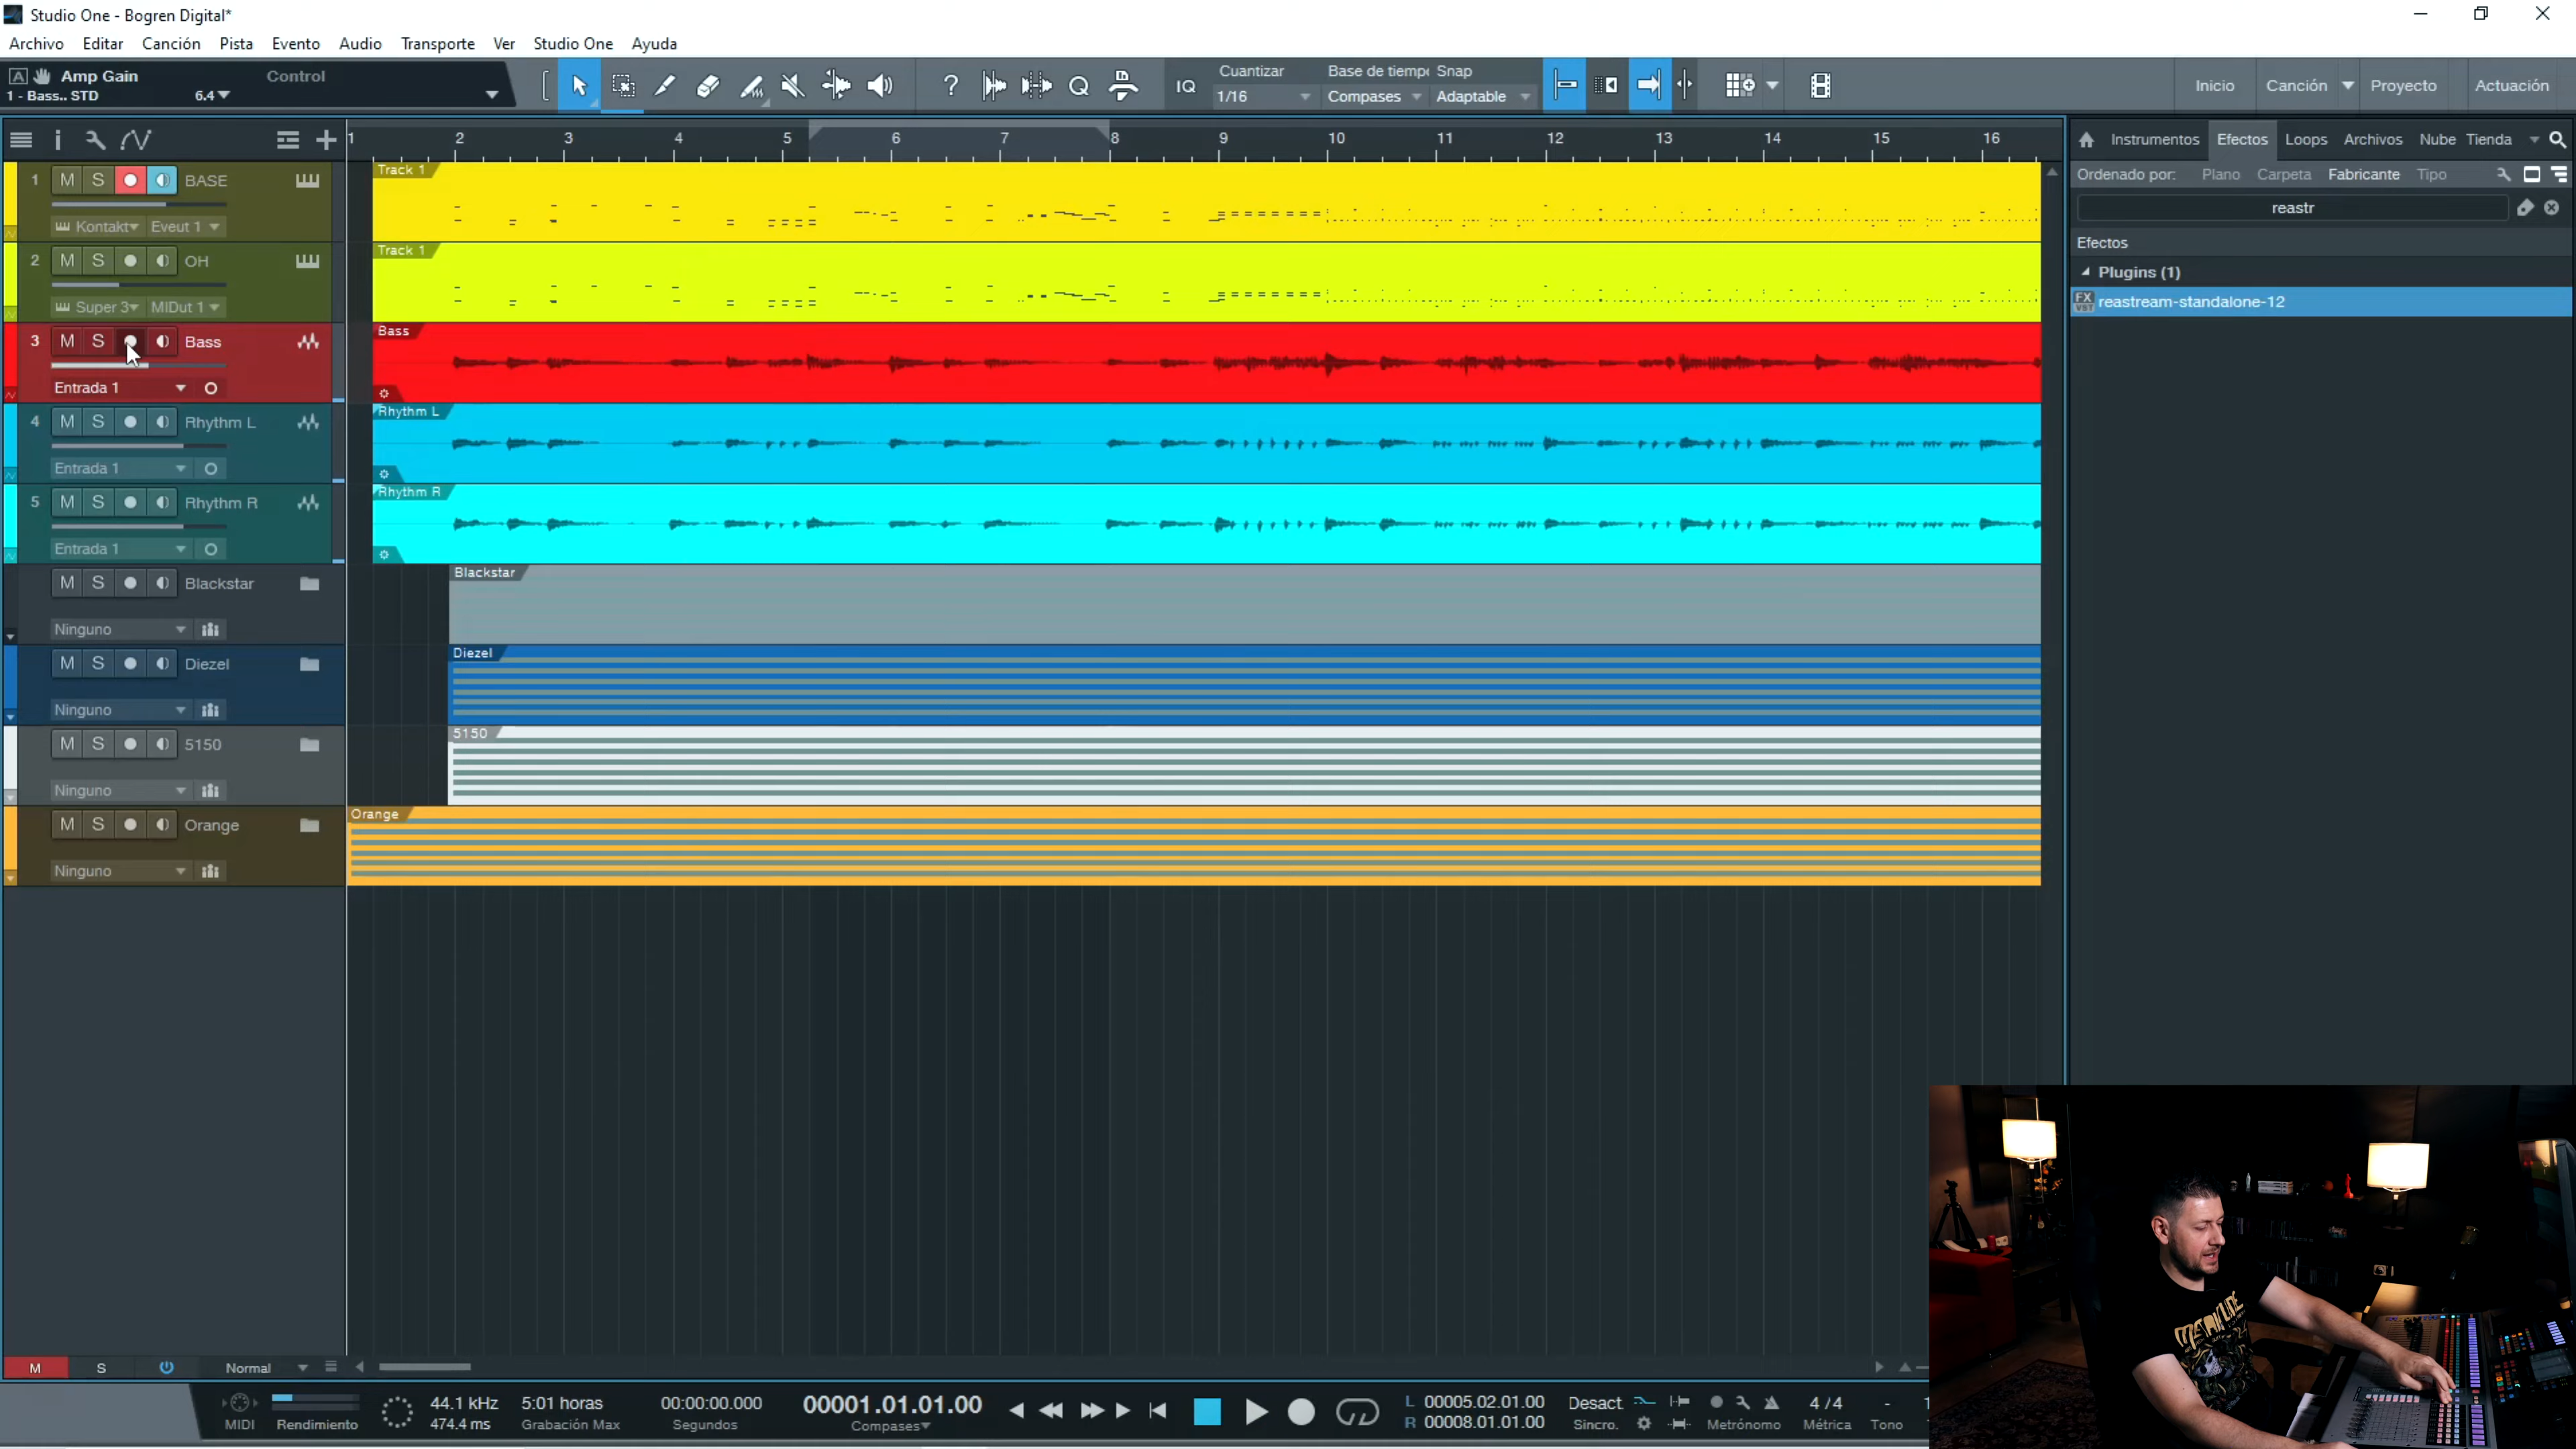 Studio One - Bogren Digital*
Archivo Editar Canción Pista Evento Audio Transporte Ver Studio One Ayuda
A Amp Gain Control
1 - Bass.. STD 6.4
IQ Cuantizar Base de tiempo Snap
1/16 Compases Adaptable
Inicio Canción Proyecto Actuación
1 2 3 4 5 6 7 8 9 10 11 12 13 14 15 16
Instrumentos Efectos Loops Archivos Nube Tienda
Ordenado por: Plano Carpeta Fabricante Tipo
reastr
Efectos
Plugins (1)
FX VST reastream-standalone-12
1 M S BASE
Kontakt Eveut 1
Track 1
2 M S OH
Super 3 MIDut 1
Track 1
3 M S Bass
Entrada 1
Bass
4 M S Rhythm L
Entrada 1
Rhythm L
5 M S Rhythm R
Entrada 1
Rhythm R
M S Blackstar
Ninguno
Blackstar
M S Diezel
Ninguno
Diezel
M S 5150
Ninguno
5150
M S Orange
Ninguno
Orange
M S Normal
MIDI Rendimiento
44.1 kHz
474.4 ms
5:01 horas
Grabación Max
00:00:00.000
Segundos
00001.01.01.00
Compases
L 00005.02.01.00
R 00008.01.01.00
Desact.
Sincro.
Metrónomo
4 / 4
Métrica
-
Tono